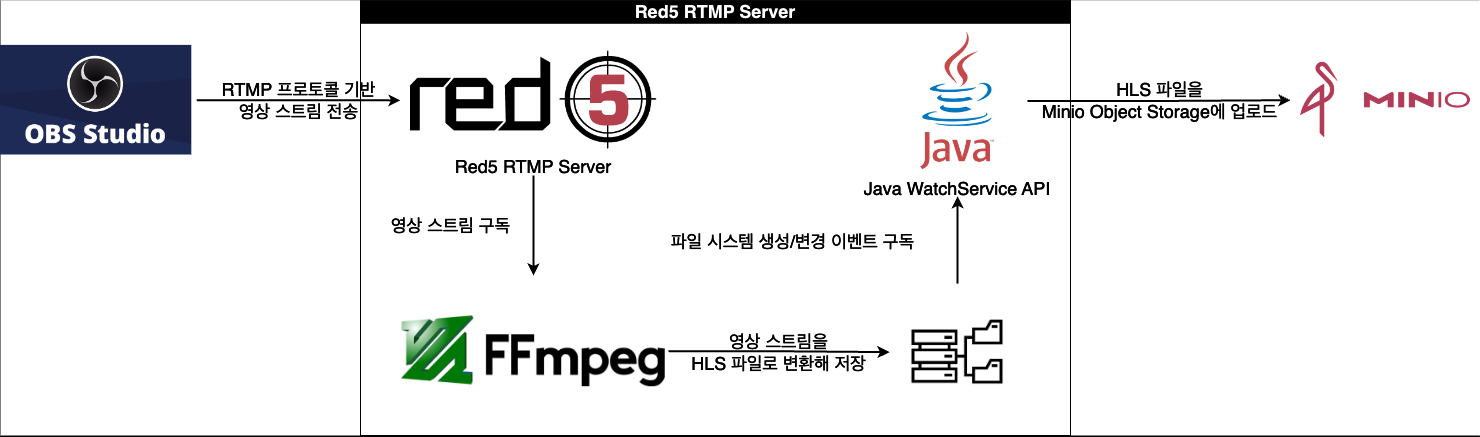 Red5 RTMP Server
OBS Studio
RTMP 프로토콜 기반
영상 스트림 전송
red5
Red5 RTMP Server
영상 스트림 구독
FFmpeg
영상 스트림을
HLS 파일로 변환해 저장
파일 시스템 생성/변경 이벤트 구독
Java
Java WatchService API
HLS 파일을
Minio Object Storage에 업로드
MINIO